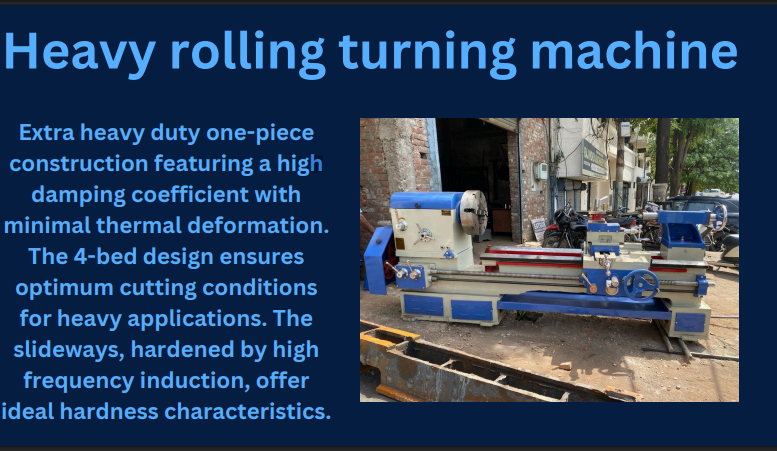 Heavy rolling turning machine
Extra heavy duty one-piece
construction featuring a high
damping coefficient with
minimal thermal deformation.
The 4-bed design ensures
optimum cutting conditions
for heavy applications. The
slideways, hardened by high
frequency induction, offer
ideal hardness characteristics.